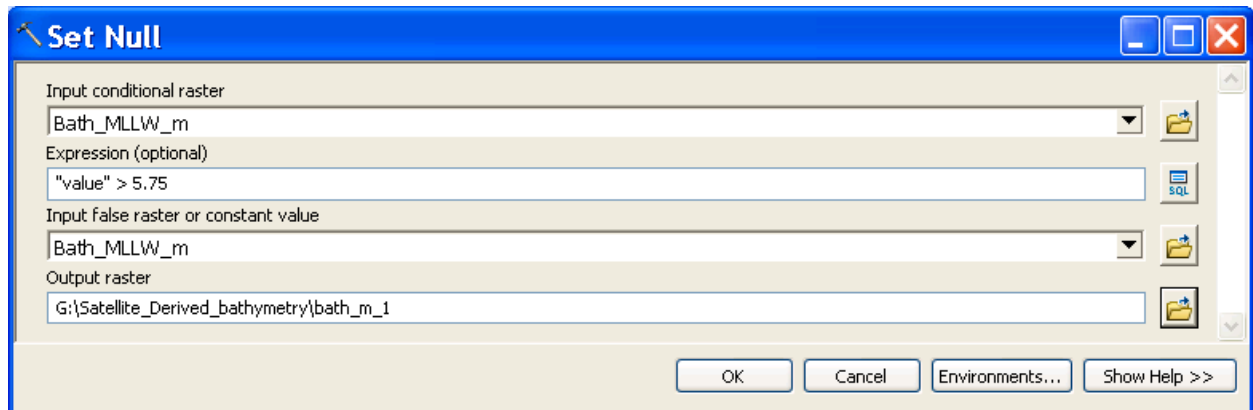 Set Null
Input conditional raster
Bath_MLLW_m
Expression (optional)
"value" > 5.75
SQL
Input false raster or constant value
Bath_MLLW_m
Output raster
G:\Satellite_Derived_bathymetry\bath_m_1
OK Cancel Environments... Show Help >>